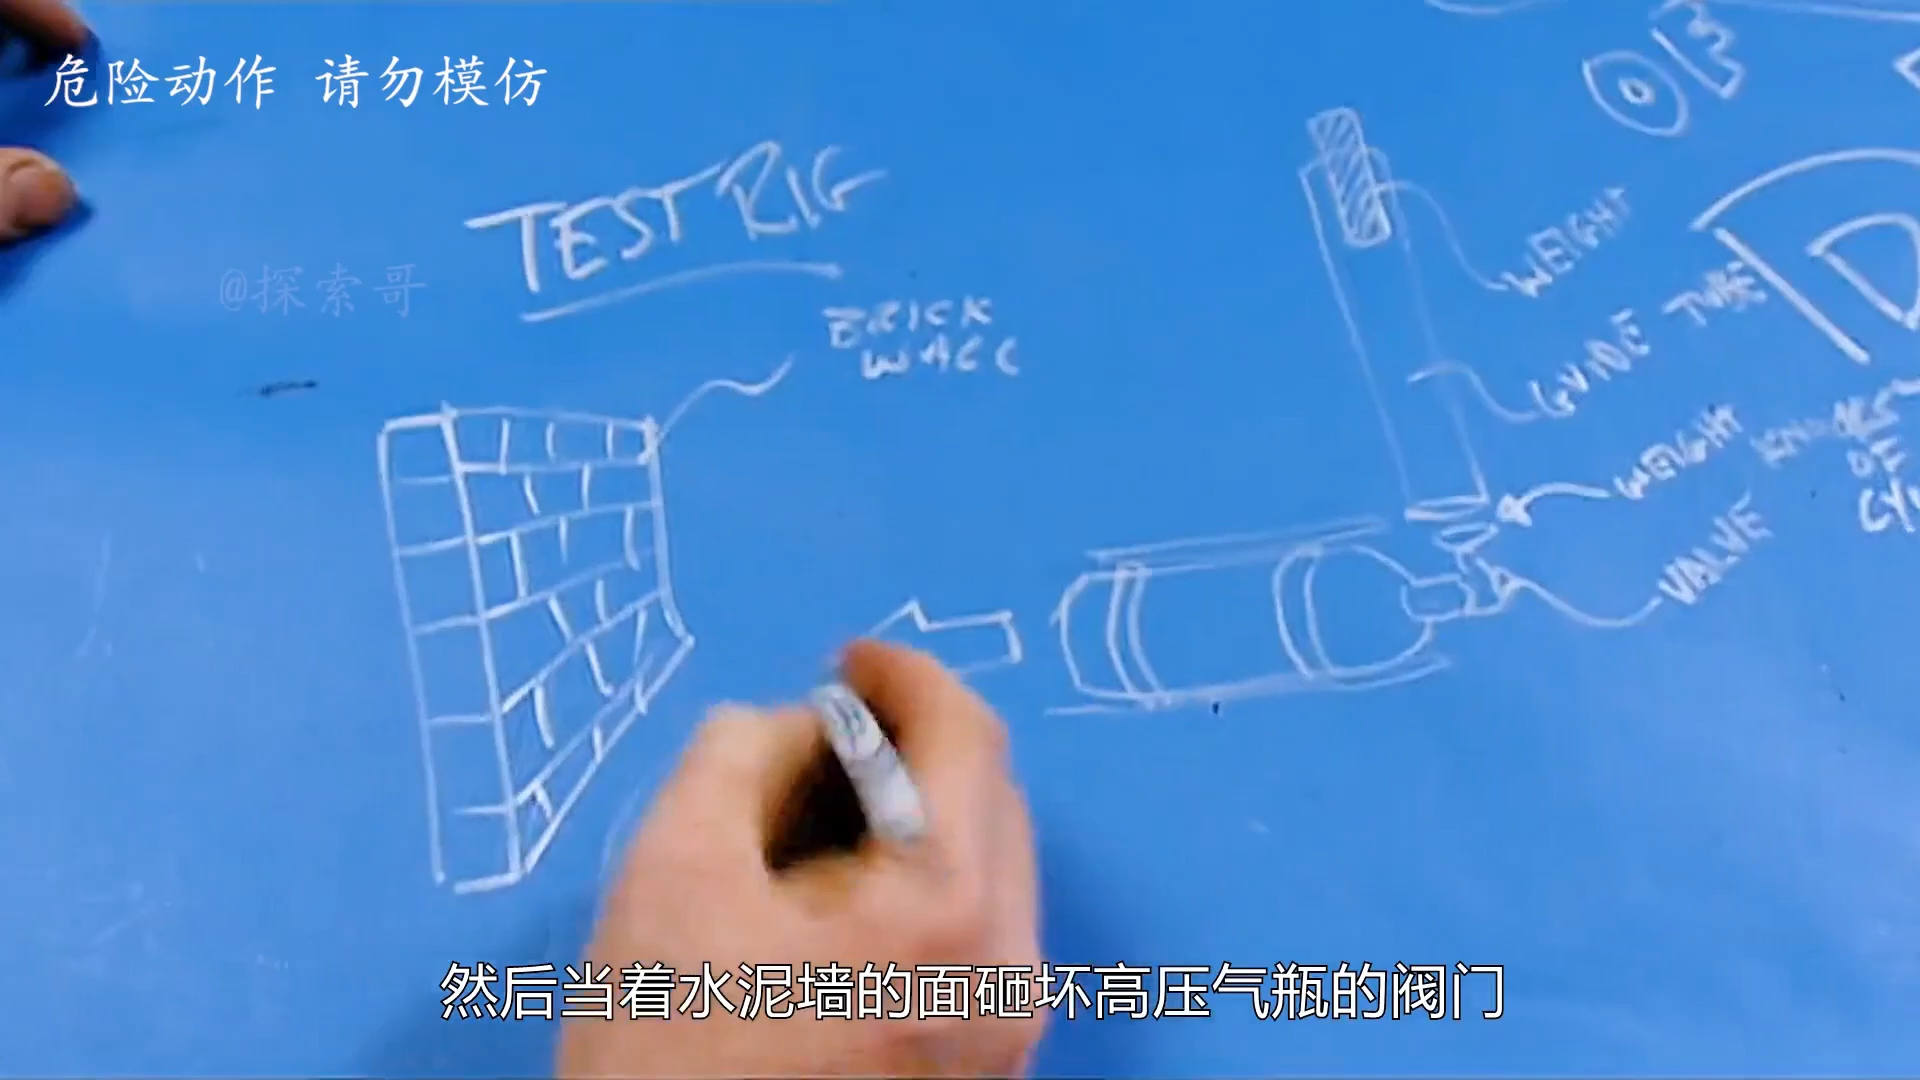 危险动作 请勿模仿
TEST RIG
@探索哥
BRICK
WALL
WEIGHT
GUIDE TUBE
WEIGHT
VALVE
然后当着水泥墙的面砸坏高压气瓶的阀门